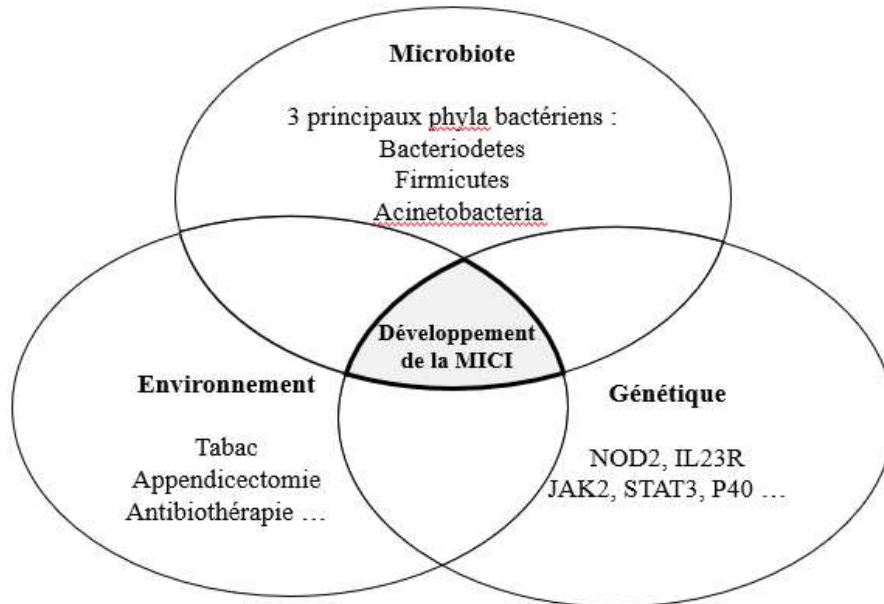 Microbiote
3 principaux phyla bactériens :
Bacteriodetes
Firmicutes
Acinetobacteria
Développement
de la MICI
Environnement
Tabac
Appendicectomie
Antibiothérapie …
Génétique
NOD2, IL23R
JAK2, STAT3, P40 …